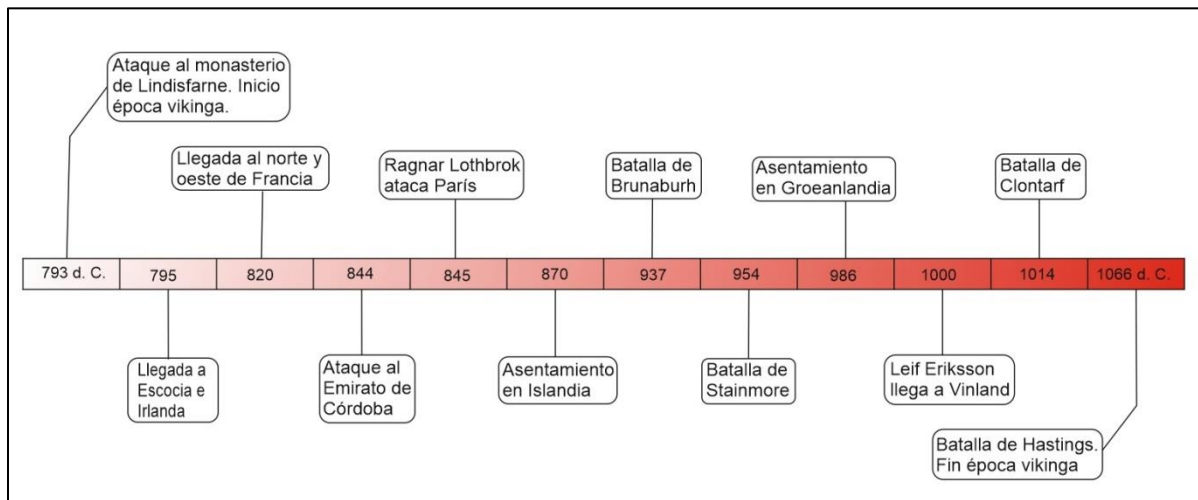 Ataque al monasterio
de Lindisfarne. Inicio
época vikinga.
Llegada al norte y
oeste de Francia
Ragnar Lothbrok
ataca París
Batalla de
Brunaburh
Asentamiento
en Groeanlandia
Batalla de
Clontarf
793 d. C. 795 820 844 845 870 937 954 986 1000 1014 1066 d. C.
Llegada a
Escocia e
Irlanda
Ataque al
Emirato de
Córdoba
Asentamiento
en Islandia
Batalla de
Stainmore
Leif Eriksson
llega a Vinland
Batalla de Hastings.
Fin época vikinga